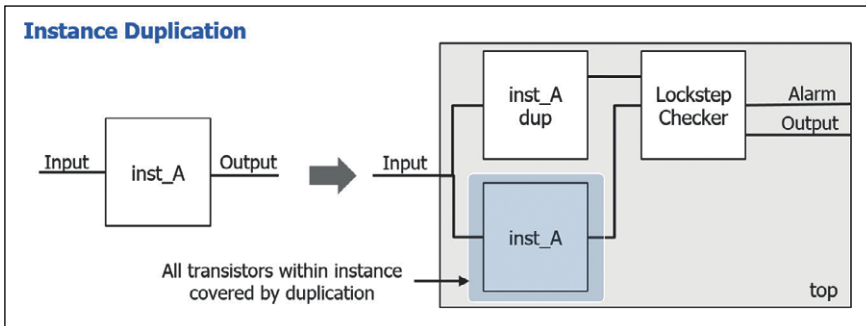 Instance Duplication
Input
inst_A
Output
Input
inst_A
dup
Lockstep
Checker
Alarm
Output
inst_A
All transistors within instance
covered by duplication
top